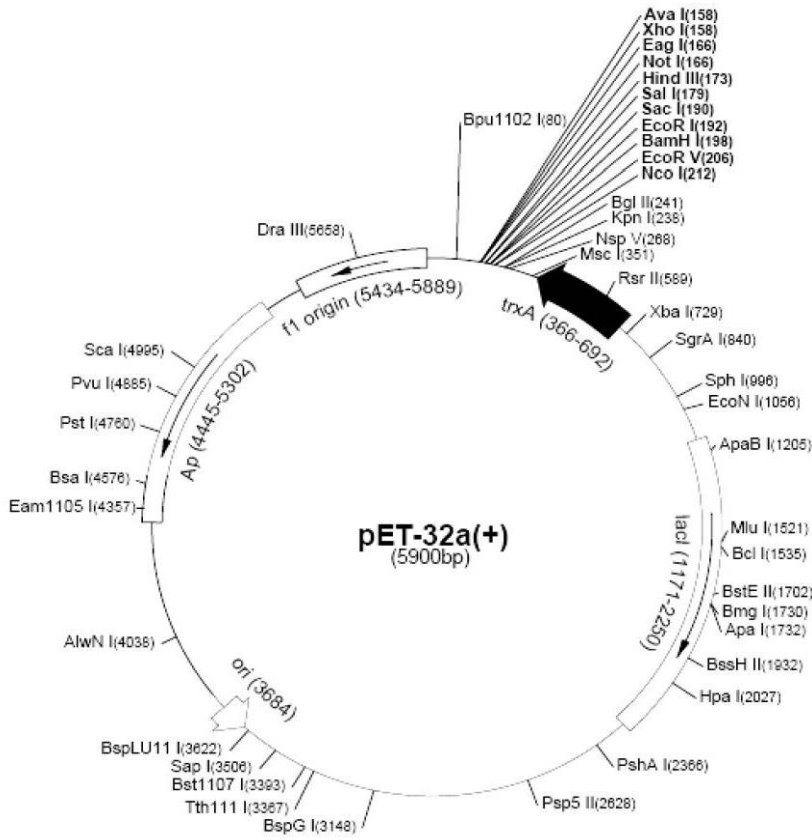 Ava I(158)
Xho I(158)
Eag I(166)
Not I(166)
Hind III(173)
Sal I(179)
Sac I(190)
EcoR I(192)
BamH I(198)
EcoR V(206)
Nco I(212)
Bpu1102 I(80)
Bgl II(241)
Kpn I(238)
Nsp V(268)
Msc I(351)
Rsr II(589)
Dra III(5658)
f1 origin (5434-5889)
trxA (366-692)
Xba I(729)
SgrA I(840)
Sph I(996)
EcoN I(1056)
ApaB I(1205)
Sca I(4995)
Pvu I(4885)
Pst I(4760)
Bsa I(4576)
Eam1105 I(4357)
Ap (4445-5302)
pET-32a(+)
(5900bp)
lacI (1171-2250)
Mlu I(1521)
Bcl I(1535)
BstE II(1702)
Bmg I(1730)
Apa I(1732)
BssH II(1932)
Hpa I(2027)
AlwN I(4038)
ori (3684)
BspLU11 I(3622)
Sap I(3506)
Bst1107 I(3393)
Tth111 I(3367)
BspG I(3148)
PshA I(2366)
Psp5 II(2628)